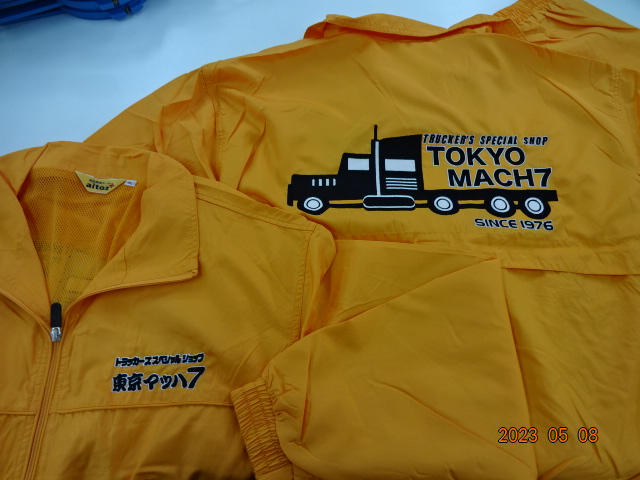 TRUCKER'S SPECIAL SHOP
TOKYO
MACH7
SINCE 1976
aitoz
トラッカーズスペシャルショップ
東京マッハ7
2023 05 08